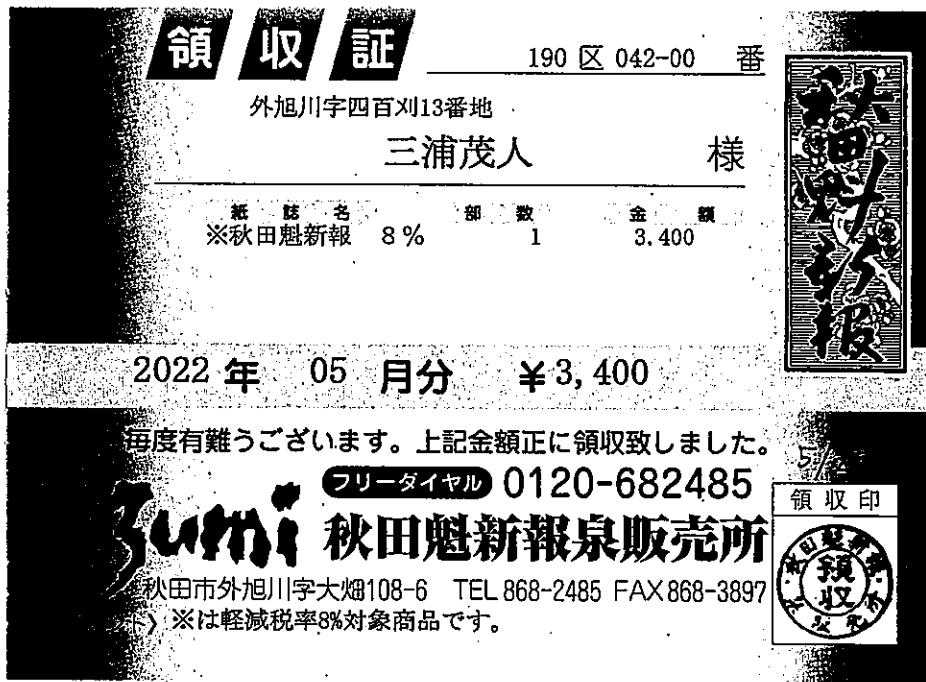 領収証
190 区 042-00 番
外旭川字四百刈13番地
三浦茂人 様
紙誌名 部数 金額
※秋田魁新報 8% 1 3,400
2022 年 05 月分 ¥3,400
毎度有難うございます。上記金額正に領収致しました。
フリーダイヤル 0120-682485
Izumi 秋田魁新報泉販売所
秋田市外旭川字大畑108-6 TEL 868-2485 FAX 868-3897
※は軽減税率8%対象商品です。
秋田魁新報
領収印
領収